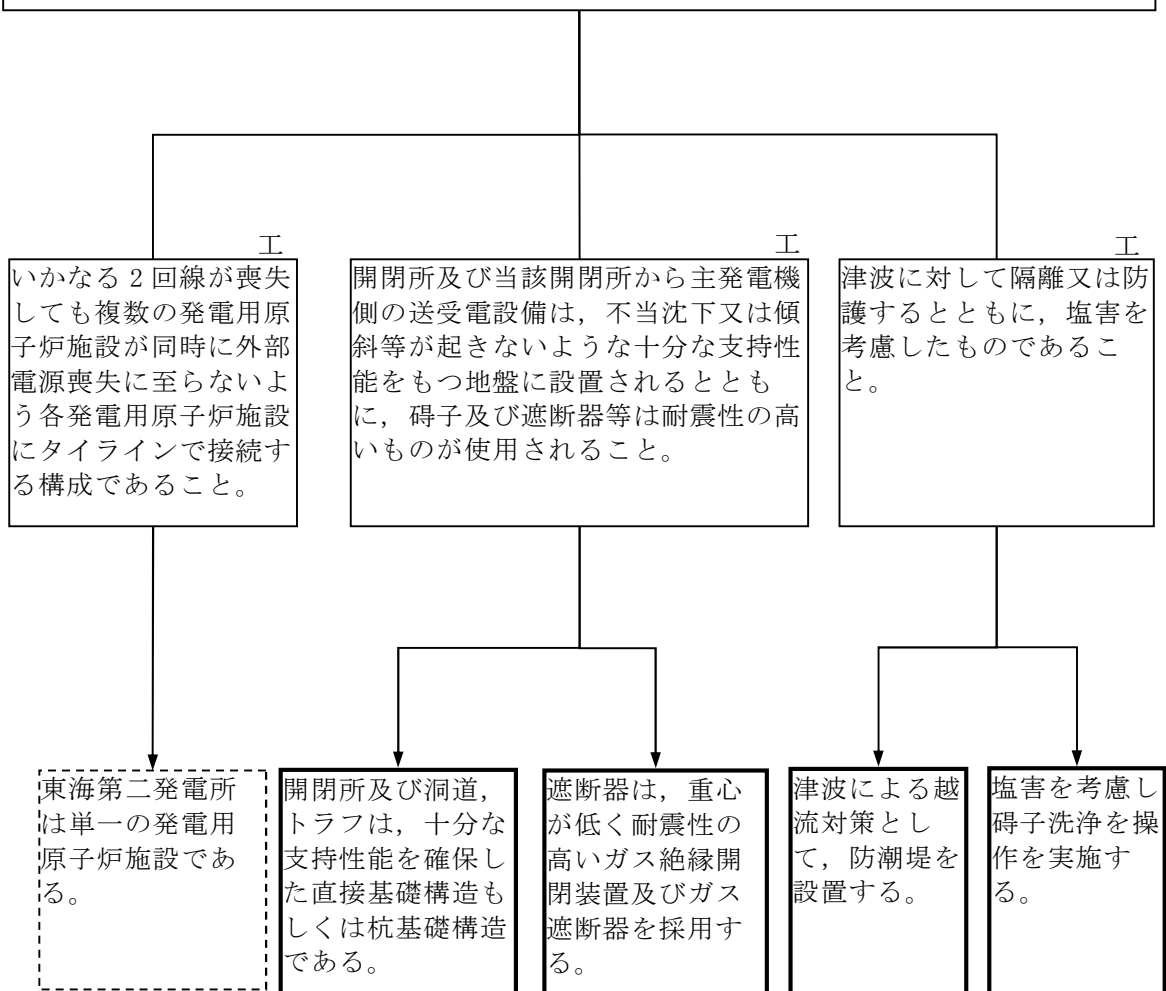 工
いかなる2回線が喪失
しても複数の発電用原
子炉施設が同時に外部
電源喪失に至らないよ
う各発電用原子炉施設
にタイラインで接続す
る構成であること。
工
開閉所及び当該開閉所から主発電機
側の送受電設備は，不当沈下又は傾
斜等が起きないような十分な支持性
能をもつ地盤に設置されるととも
に，碍子及び遮断器等は耐震性の高
いものが使用されること。
工
津波に対して隔離又は防
護するとともに，塩害を
考慮したものであるこ
と。
東海第二発電所
は単一の発電用
原子炉施設であ
る。
開閉所及び洞道，
トラフは，十分な
支持性能を確保し
た直接基礎構造も
しくは杭基礎構造
である。
遮断器は，重心
が低く耐震性の
高いガス絶縁開
閉装置及びガス
遮断器を採用す
る。
津波による越
流対策とし
て，防潮堤を
設置する。
塩害を考慮し
碍子洗浄を操
作を実施す
る。